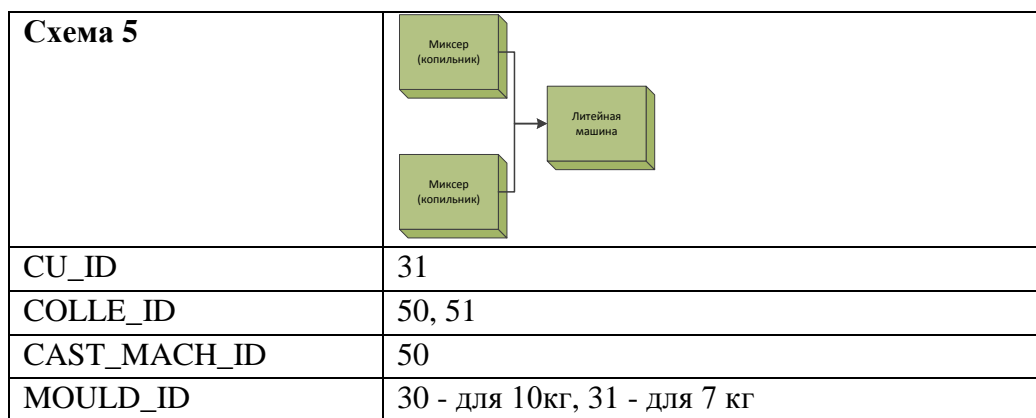 Схема 5
Миксер
(копильник)
Литейная
машина
Миксер
(копильник)
CU_ID 31
COLLE_ID 50, 51
CAST_MACH_ID 50
MOULD_ID 30 - для 10кг, 31 - для 7 кг